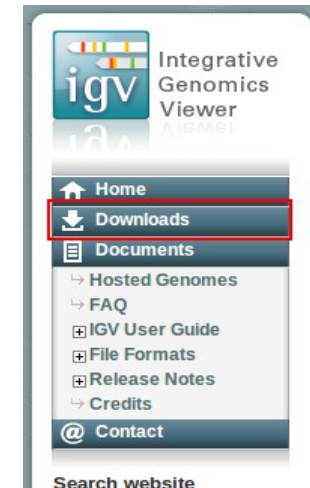 igv
Integrative
Genomics
Viewer
Home
Downloads
Documents
Hosted Genomes
FAQ
IGV User Guide
File Formats
Release Notes
Credits
@ Contact
Search website